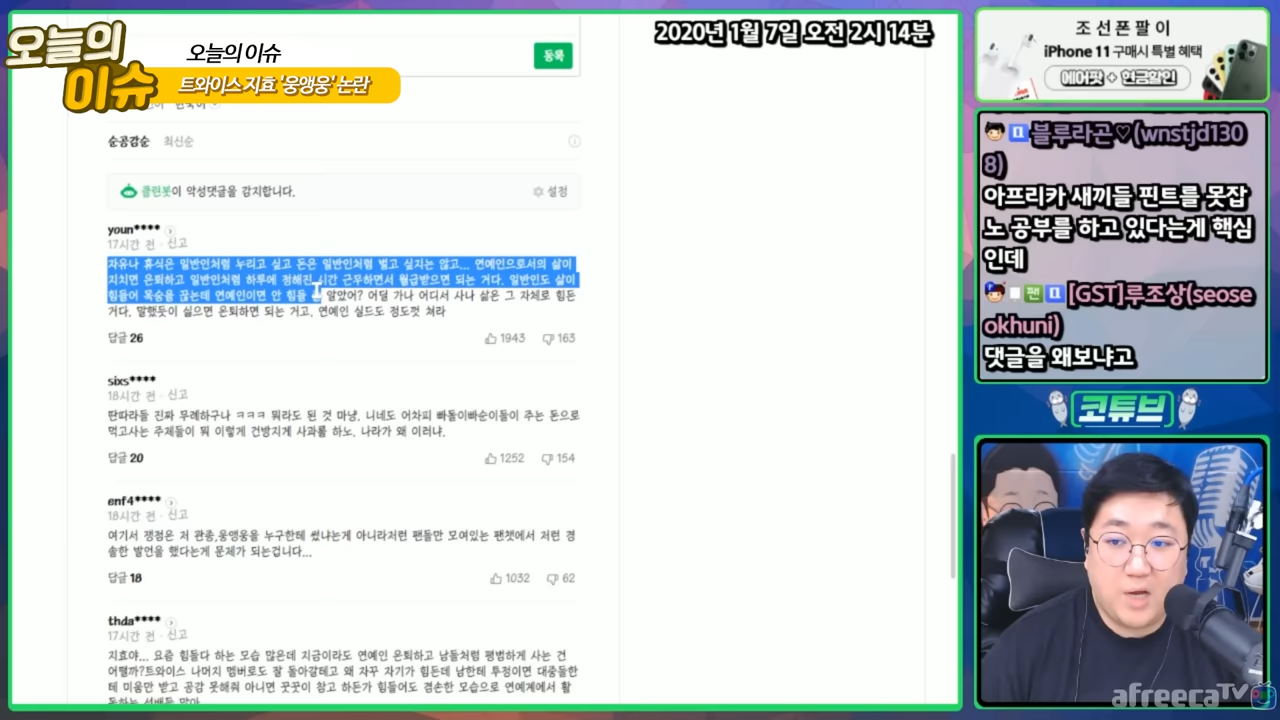 오늘의
이슈
오늘의 이슈
트와이스 지효 '웅앵웅' 논란
2020년 1월 7일 오전 2시 14분
등록
순공감순 최신순
클린봇이 악성댓글을 감지합니다. 설정
youn****
17시간 전 · 신고
자유나 휴식은 일반인처럼 누리고 싶고 돈은 일반인처럼 벌고 싶지는 않고... 연예인으로서의 삶이
지치면 은퇴하고 일반인처럼 하루에 정해진 시간 근무하면서 월급받으면 되는 거다. 일반인도 삶이
힘들어 목숨을 끊는데 연예인이면 안 힘들 알았어? 어딜 가나 어디서 사나 삶은 그 자체로 힘든
거다. 말했듯이 싫으면 은퇴하면 되는 거고. 연예인 실드도 정도껏 쳐라
답글 26 1943 163
sixs****
18시간 전 · 신고
딴따라들 진짜 무례하구나 ㅋㅋㅋ 뭐라도 된 것 마냥. 니네도 어차피 빠돌이빠순이들이 주는 돈으로
먹고사는 주제들이 뭐 이렇게 건방지게 사과를 하노. 나라가 왜 이러냐.
답글 20 1252 154
enf4****
18시간 전 · 신고
여기서 쟁점은 저 관종,웅앵웅을 누구한테 썼냐는게 아니라처런 팬들만 모여있는 팬챗에서 저런 경
솔한 발언을 했다는게 문제가 되는겁니다...
답글 18 1032 62
thda****
17시간 전 · 신고
지효야... 요즘 힘들다 하는 모습 많은데 지금이라도 연예인 은퇴하고 남들처럼 평범하게 사는 건
어떨까?트와이스 나머지 멤버로도 잘 돌아갈테고 왜 자꾸 자기가 힘든데 남한테 투정이면 대중들한
테 미움만 받고 공감 못해줘 아니면 꿋꿋이 참고 하든가 힘들어도 겸손한 모습으로 연예계에서 활
조선폰팔이
iPhone 11 구매시 특별 혜택
에어팟 + 현금할인
블루라곤♡(wnstjd130
8)
아프리카 새끼들 핀트를 못잡
노 공부를 하고 있다는게 핵심
인데
팬 [GST]루조상(seose
okhuni)
댓글을 왜보냐고
코튜브
afreecaTV